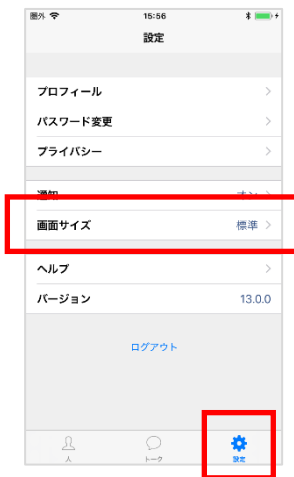 圏外 15:56
設定
プロフィール
パスワード変更
プライバシー
通知 オン
画面サイズ 標準
ヘルプ
バージョン 13.0.0
ログアウト
人 トーク 設定